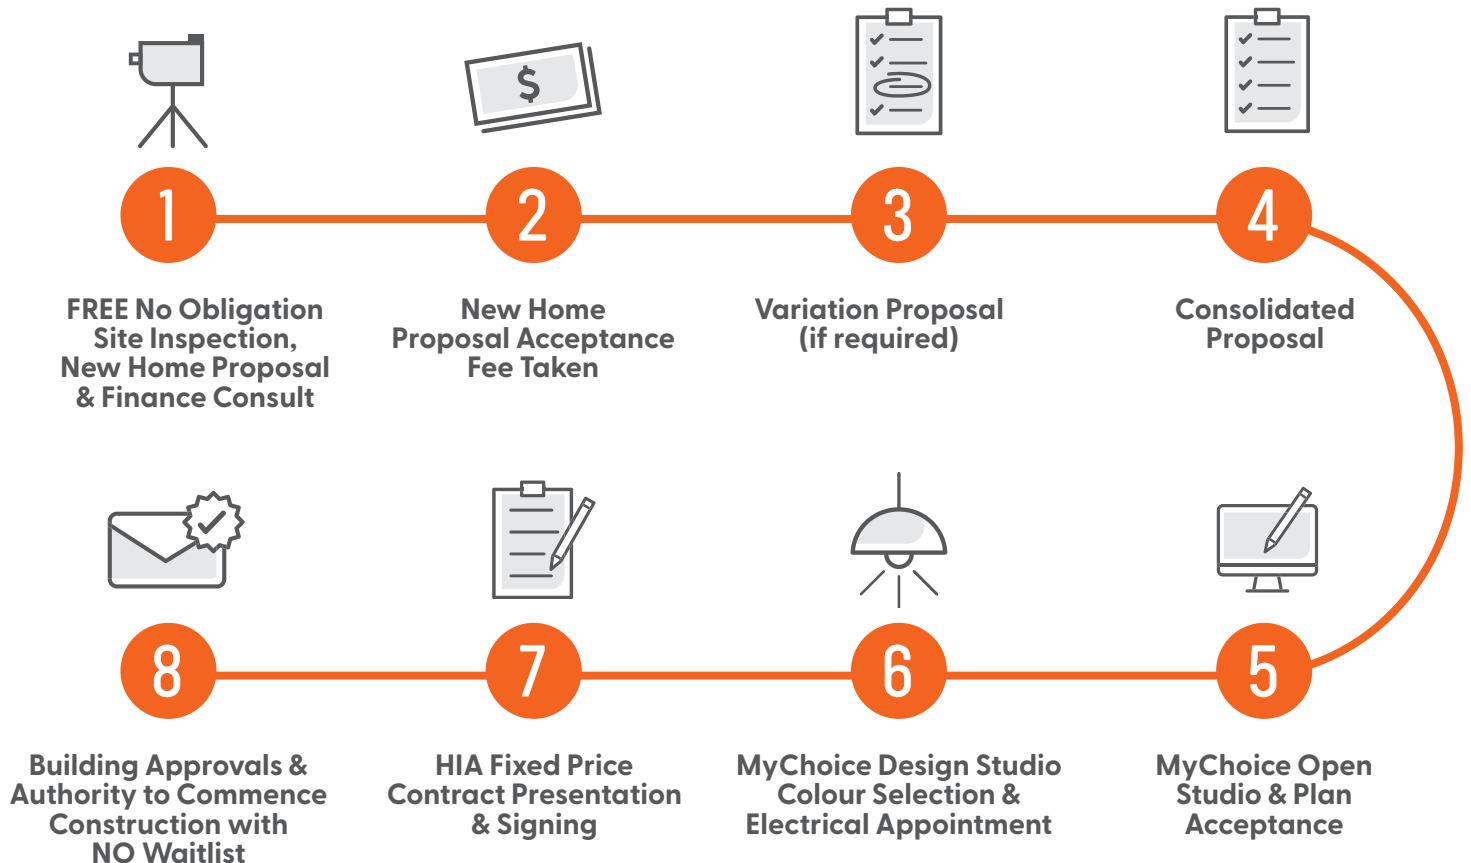 $
1
2
3
4
FREE No Obligation
Site Inspection,
New Home Proposal
& Finance Consult
New Home
Proposal Acceptance
Fee Taken
Variation Proposal
(if required)
Consolidated
Proposal
8
7
6
5
Building Approvals &
Authority to Commence
Construction with
NO Waitlist
HIA Fixed Price
Contract Presentation
& Signing
MyChoice Design Studio
Colour Selection &
Electrical Appointment
MyChoice Open
Studio & Plan
Acceptance